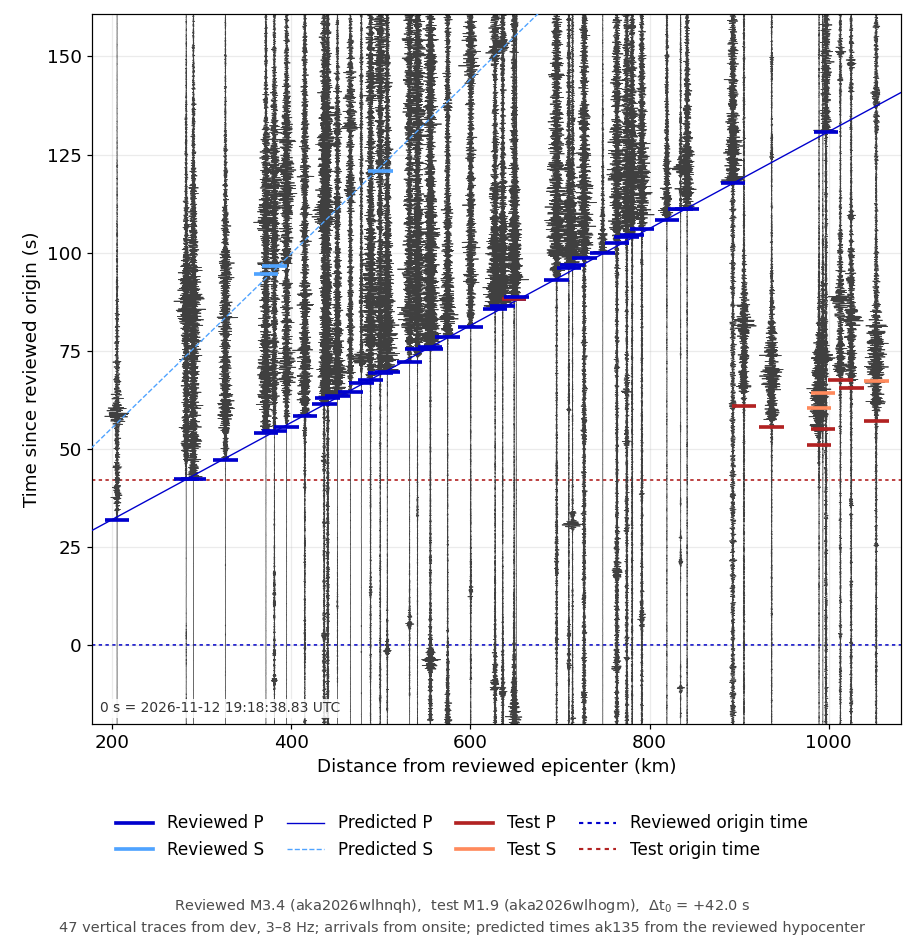 150
125
100
75
50
25
0
Time since reviewed origin (s)
0 s = 2026-11-12 19:18:38.83 UTC
200 400 600 800 1000
Distance from reviewed epicenter (km)
Reviewed P Predicted P Test P Reviewed origin time
Reviewed S Predicted S Test S Test origin time
Reviewed M3.4 (aka2026wlhnqh), test M1.9 (aka2026wlhogm), Δt₀ = +42.0 s
47 vertical traces from dev, 3–8 Hz; arrivals from onsite; predicted times ak135 from the reviewed hypocenter